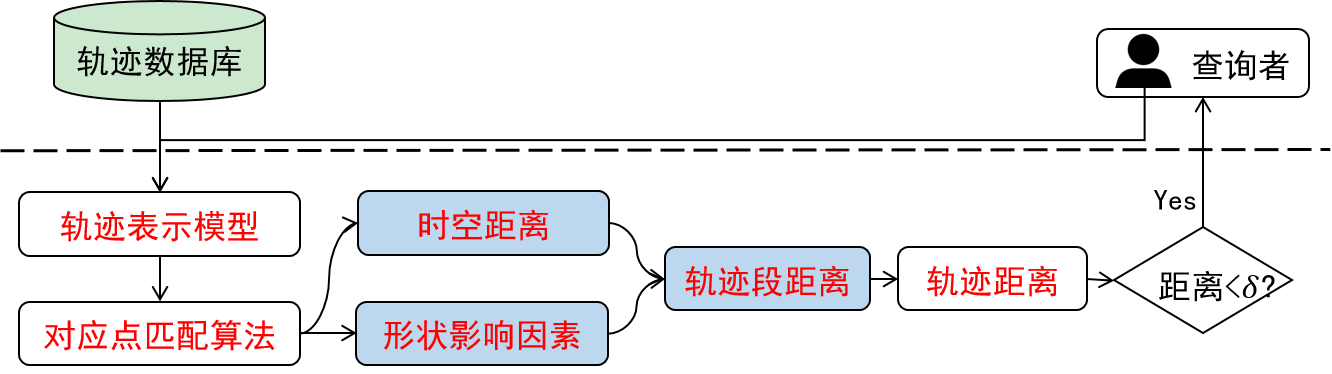 轨迹数据库
查询者
Yes
轨迹表示模型
时空距离
轨迹段距离
轨迹距离
距离<δ?
对应点匹配算法
形状影响因素